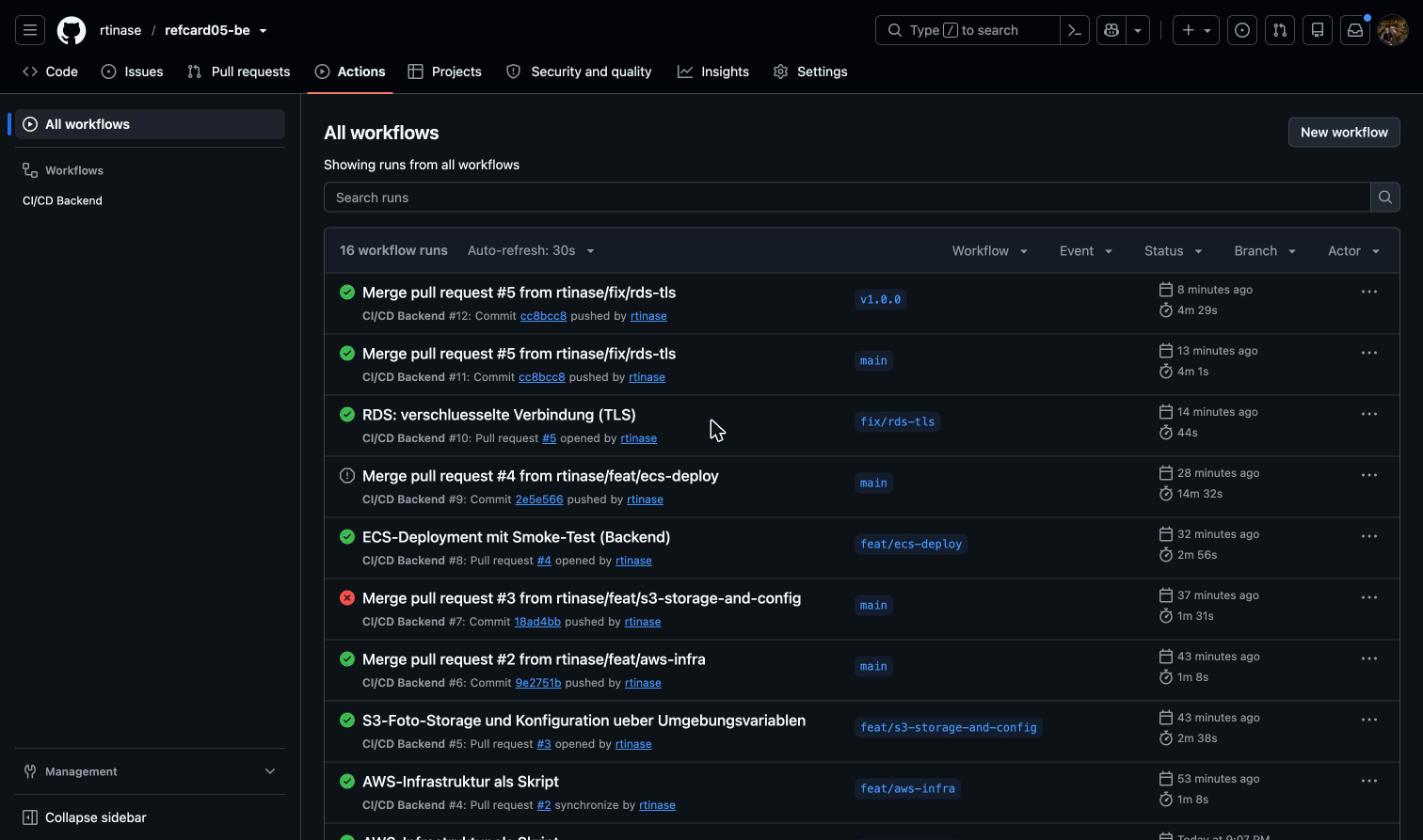 rtinase / refcard05-be
Type / to search
Code
Issues
Pull requests
Actions
Projects
Security and quality
Insights
Settings
All workflows
Workflows
CI/CD Backend
Management
Collapse sidebar
All workflows
New workflow
Showing runs from all workflows
Search runs
16 workflow runs
Auto-refresh: 30s
Workflow
Event
Status
Branch
Actor
Merge pull request #5 from rtinase/fix/rds-tls
CI/CD Backend #12: Commit cc8bcc8 pushed by rtinase
v1.0.0
8 minutes ago
4m 29s
Merge pull request #5 from rtinase/fix/rds-tls
CI/CD Backend #11: Commit cc8bcc8 pushed by rtinase
main
13 minutes ago
4m 1s
RDS: verschluesselte Verbindung (TLS)
CI/CD Backend #10: Pull request #5 opened by rtinase
fix/rds-tls
14 minutes ago
44s
Merge pull request #4 from rtinase/feat/ecs-deploy
CI/CD Backend #9: Commit 2e5e566 pushed by rtinase
main
28 minutes ago
14m 32s
ECS-Deployment mit Smoke-Test (Backend)
CI/CD Backend #8: Pull request #4 opened by rtinase
feat/ecs-deploy
32 minutes ago
2m 56s
Merge pull request #3 from rtinase/feat/s3-storage-and-config
CI/CD Backend #7: Commit 18ad4bb pushed by rtinase
main
37 minutes ago
1m 31s
Merge pull request #2 from rtinase/feat/aws-infra
CI/CD Backend #6: Commit 9e2751b pushed by rtinase
main
43 minutes ago
1m 8s
S3-Foto-Storage und Konfiguration ueber Umgebungsvariablen
CI/CD Backend #5: Pull request #3 opened by rtinase
feat/s3-storage-and-config
43 minutes ago
2m 38s
AWS-Infrastruktur als Skript
CI/CD Backend #4: Pull request #2 synchronize by rtinase
feat/aws-infra
53 minutes ago
1m 8s
AWS-Infrastruktur als Skript
Today at 9:07 PM